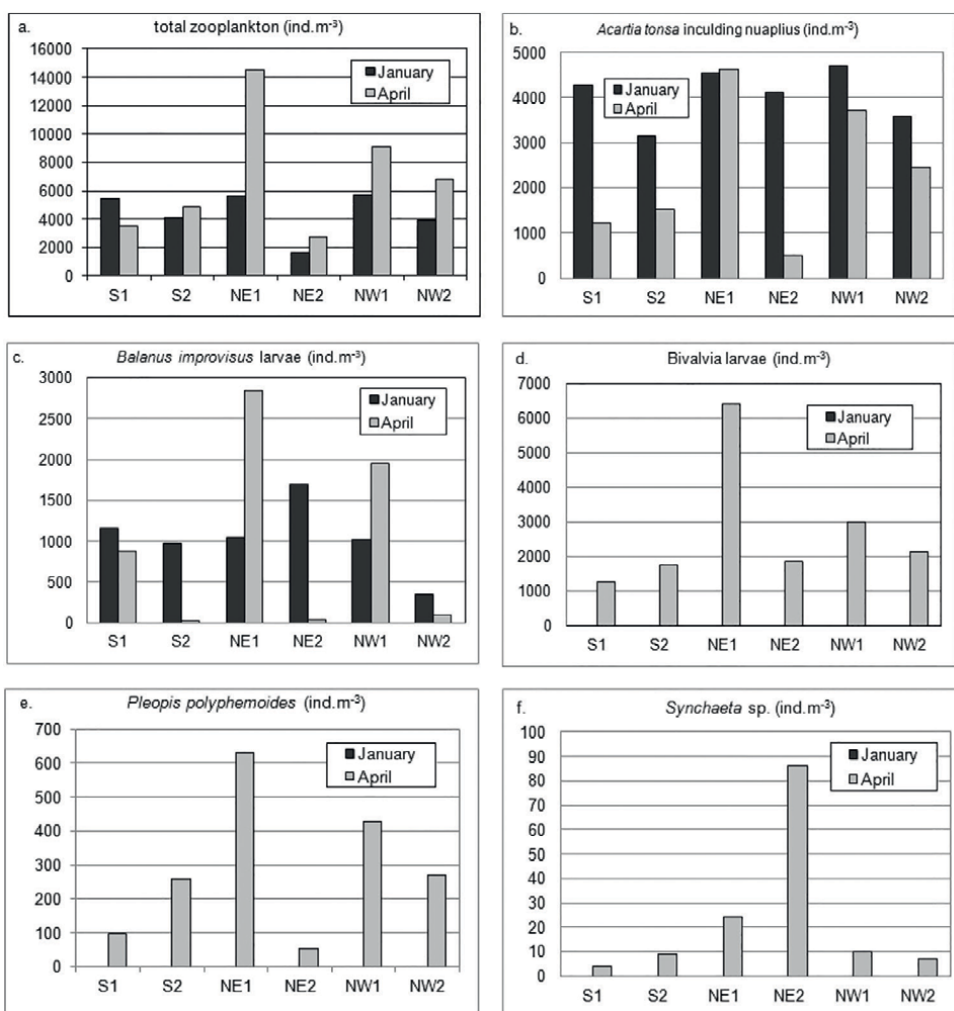 a.
total zooplankton (ind.m⁻³)
16000
14000
12000
10000
8000
6000
4000
2000
0
January
April
S1 S2 NE1 NE2 NW1 NW2
b.
Acartia tonsa inculding nuaplius (ind.m⁻³)
5000
4000
3000
2000
1000
0
January
April
S1 S2 NE1 NE2 NW1 NW2
c.
Balanus improvisus larvae (ind.m⁻³)
3000
2500
2000
1500
1000
500
0
January
April
S1 S2 NE1 NE2 NW1 NW2
d.
Bivalvia larvae (ind.m⁻³)
7000
6000
5000
4000
3000
2000
1000
0
January
April
S1 S2 NE1 NE2 NW1 NW2
e.
Pleopis polyphemoides (ind.m⁻³)
700
600
500
400
300
200
100
0
January
April
S1 S2 NE1 NE2 NW1 NW2
f.
Synchaeta sp. (ind.m⁻³)
100
90
80
70
60
50
40
30
20
10
0
January
April
S1 S2 NE1 NE2 NW1 NW2